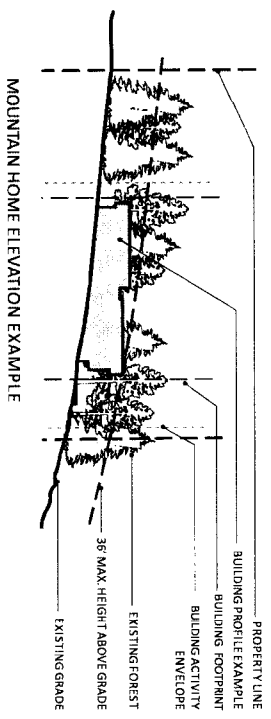 PROPERTY LINE
BUILDING PROFILE EXAMPLE
BUILDING FOOTPRINT
BUILDING ACTIVITY
ENVELOPE
EXISTING FOREST
36' MAX. HEIGHT ABOVE GRADE
EXISTING GRADE
MOUNTAIN HOME ELEVATION EXAMPLE